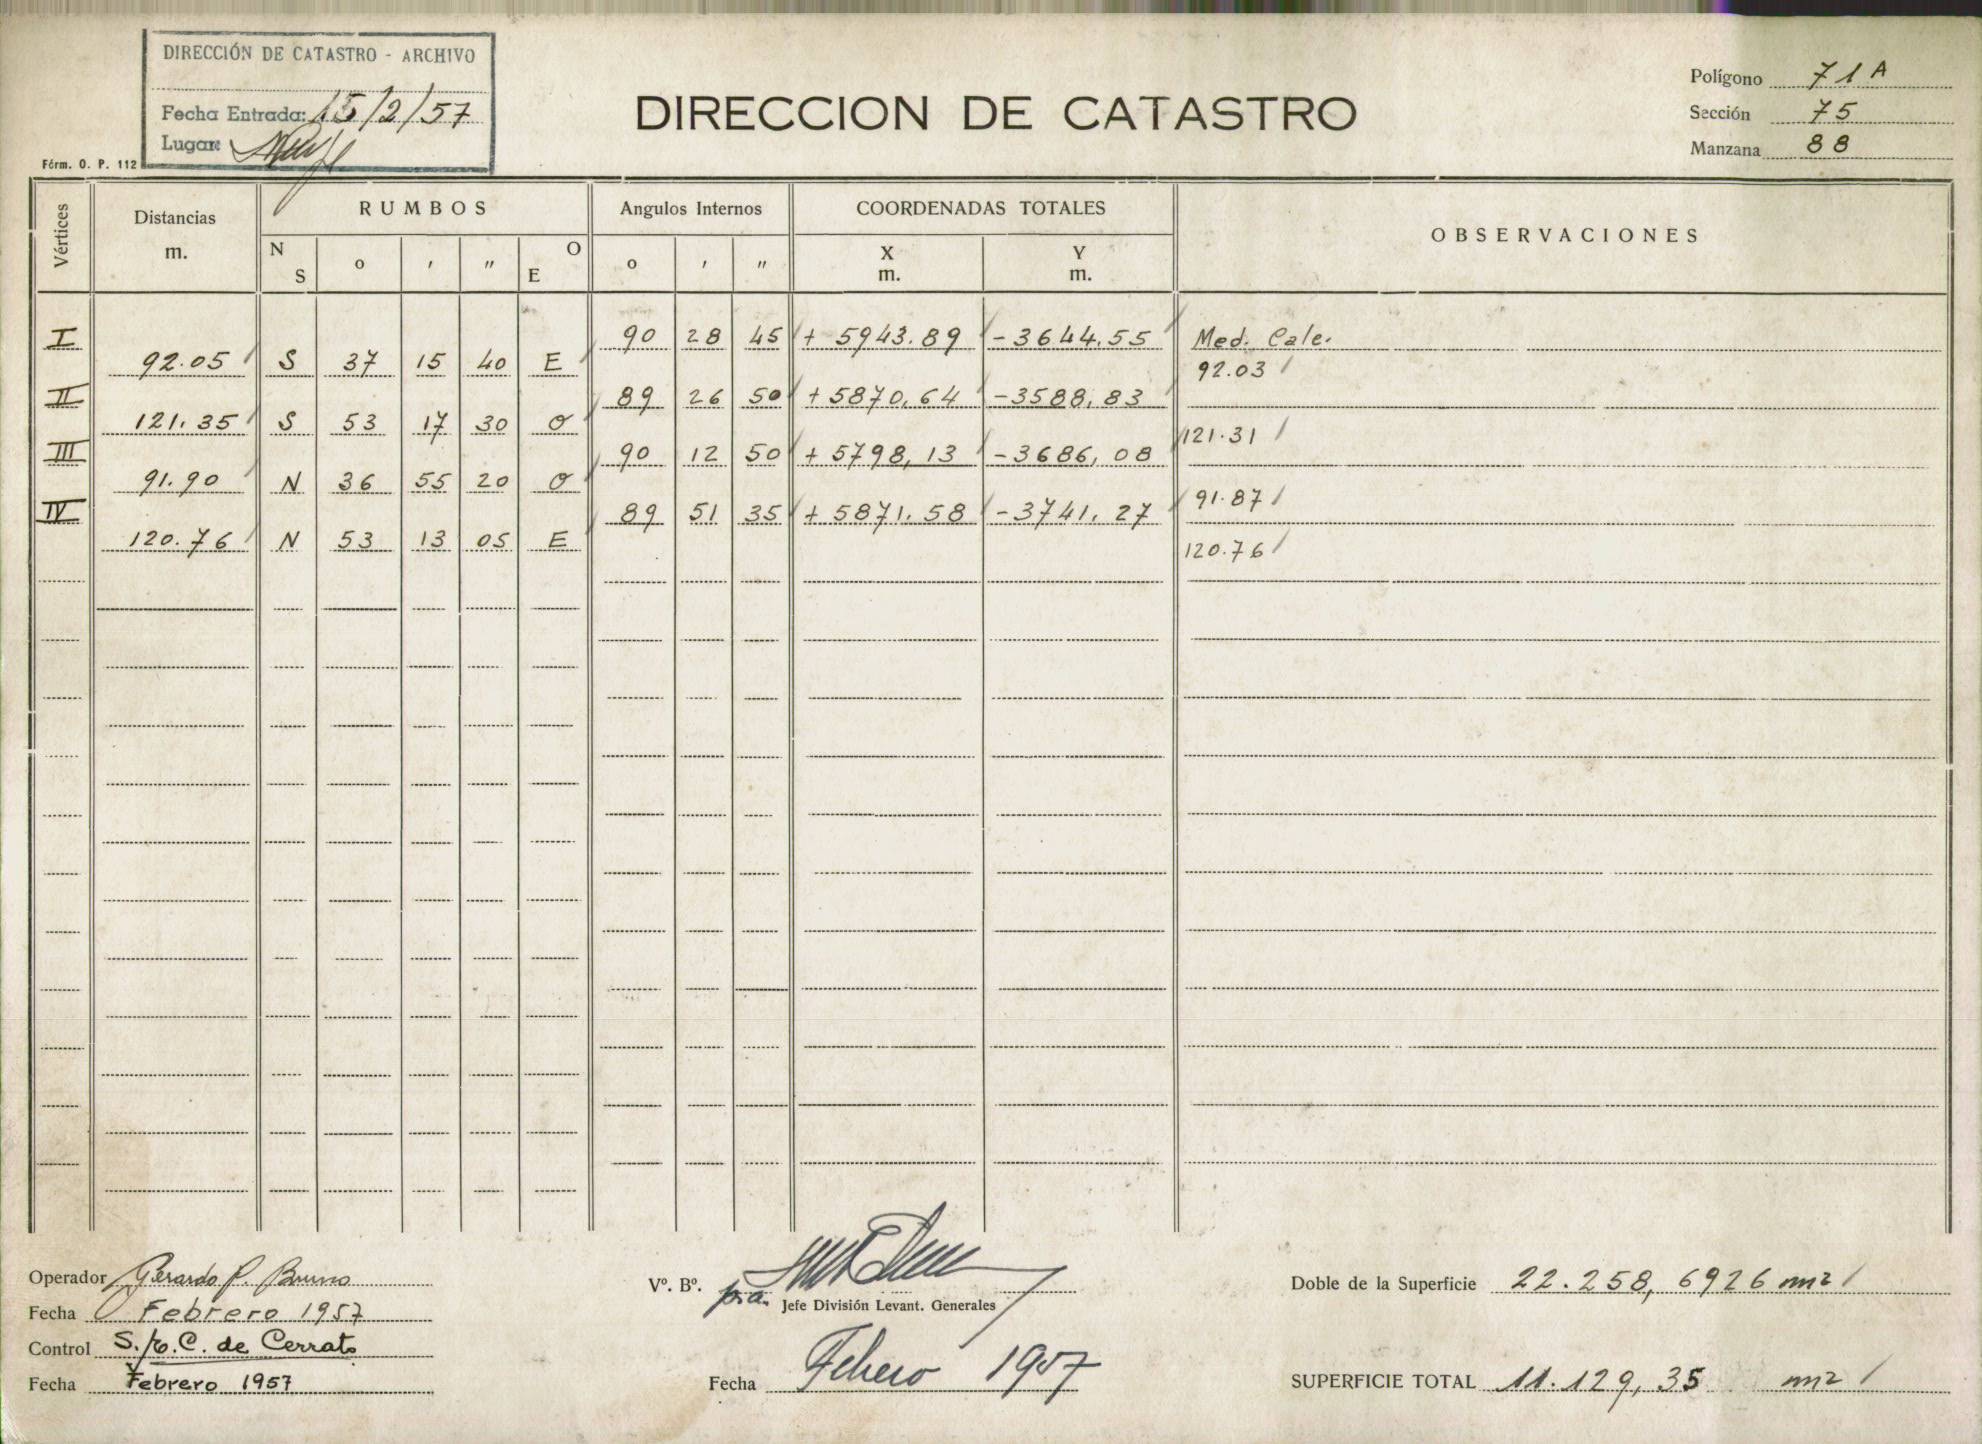 DIRECCIÓN DE CATASTRO - ARCHIVO
Fecha Entrada: 15/2/57
Lugar:
Fórm. O. P. 112
DIRECCION DE CATASTRO
Polígono 71 A
Sección 75
Manzana 88
Vértices Distancias m. RUMBOS Angulos Internos COORDENADAS TOTALES OBSERVACIONES
N S o ′ ″ O E o ′ ″ X m. Y m.
I 90 28 45 + 5943.89 - 3644.55 Med. Cale.
92.05 S 37 15 40 E 92.03
II 89 26 50 + 5870,64 - 3588,83
121.35 S 53 17 30 O 121.31
III 90 12 50 + 5798,13 - 3686,08
91.90 N 36 55 20 O 91.87
IV 89 51 35 + 5871.58 - 3741.27
120.76 N 53 13 05 E 120.76
Operador Gerardo P. Bruno
Fecha Febrero 1957
Control C. de Cerrato
Fecha Febrero 1957
Vº. Bº. p.a.
Jefe División Levant. Generales
Fecha Febrero 1957
Doble de la Superficie 22.258,6926 m2
SUPERFICIE TOTAL 11.129,35 m2